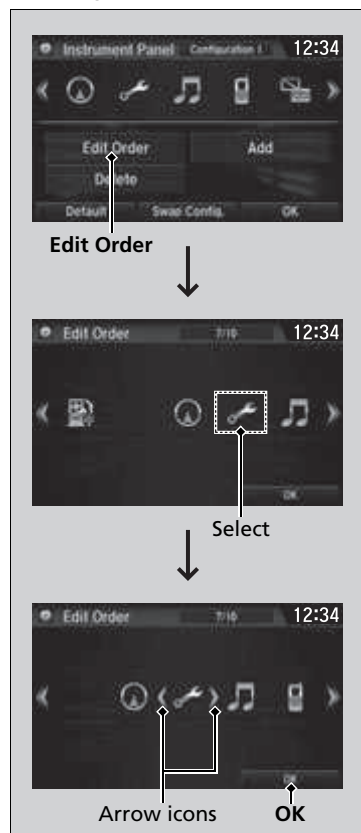 Instrument Panel Configuration 1 12:34
Edit Order Add
Delete
Default Swap Config. OK
Edit Order
Edit Order 7/10 12:34
OK
Select
Edit Order 7/10 12:34
OK
Arrow icons OK